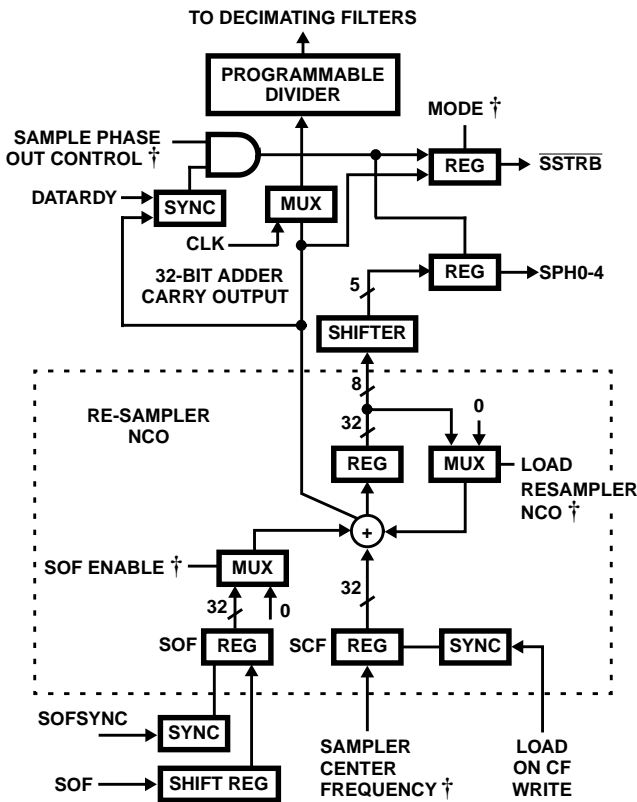 TO DECIMATING FILTERS
PROGRAMMABLE
DIVIDER
MODE †
SAMPLE PHASE
OUT CONTROL †
REG
SSTRB
DATARDY
SYNC
MUX
CLK
32-BIT ADDER
CARRY OUTPUT
5
REG
SPH0-4
SHIFTER
8
RE-SAMPLER
NCO
32
0
REG
MUX
LOAD
RESAMPLER
NCO †
+
SOF ENABLE †
MUX
32
0
32
SOF
REG
SCF
REG
SYNC
SOFSYNC
SYNC
SAMPLER
CENTER
FREQUENCY †
LOAD
ON CF
WRITE
SOF
SHIFT REG